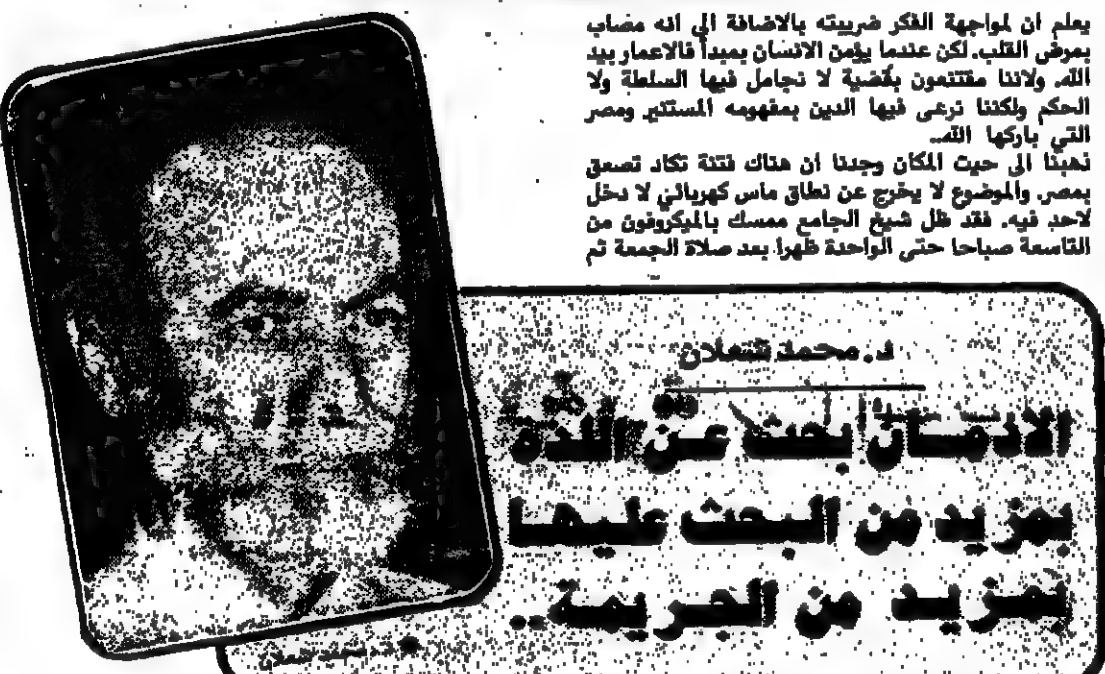 يعلم ان لمواجهة الفكر ضريبته بالاضافة الي انه مصاب
بمرض القلب. لكن عندما يؤمن الانسان بمبدأ فالاعمار بيد
الله. ولاننا مقتنعون بقضية لا نجامل فيها السلطة ولا
الحكم ولكننا نرعى فيها الدين بمفهومه المستنير ومصر
التي باركها الله..
ذهبنا الى حيث المكان وجدنا ان هناك فتنة تكاد تصعق
بمصر. والموضوع لا يخرج عن نطاق ماس كهربائي لا دخل
لاحد فيه. فقد ظل شيخ الجامع ممسك بالميكروفون من
التاسعة صباحا حتى الواحدة ظهرا بعد صلاة الجمعة ثم
د. محمد شعلان
الادمان بحث عن اللذة
بمزيد من البحث عليها
بمزيد من الجريمة..
د. محمد شعلان